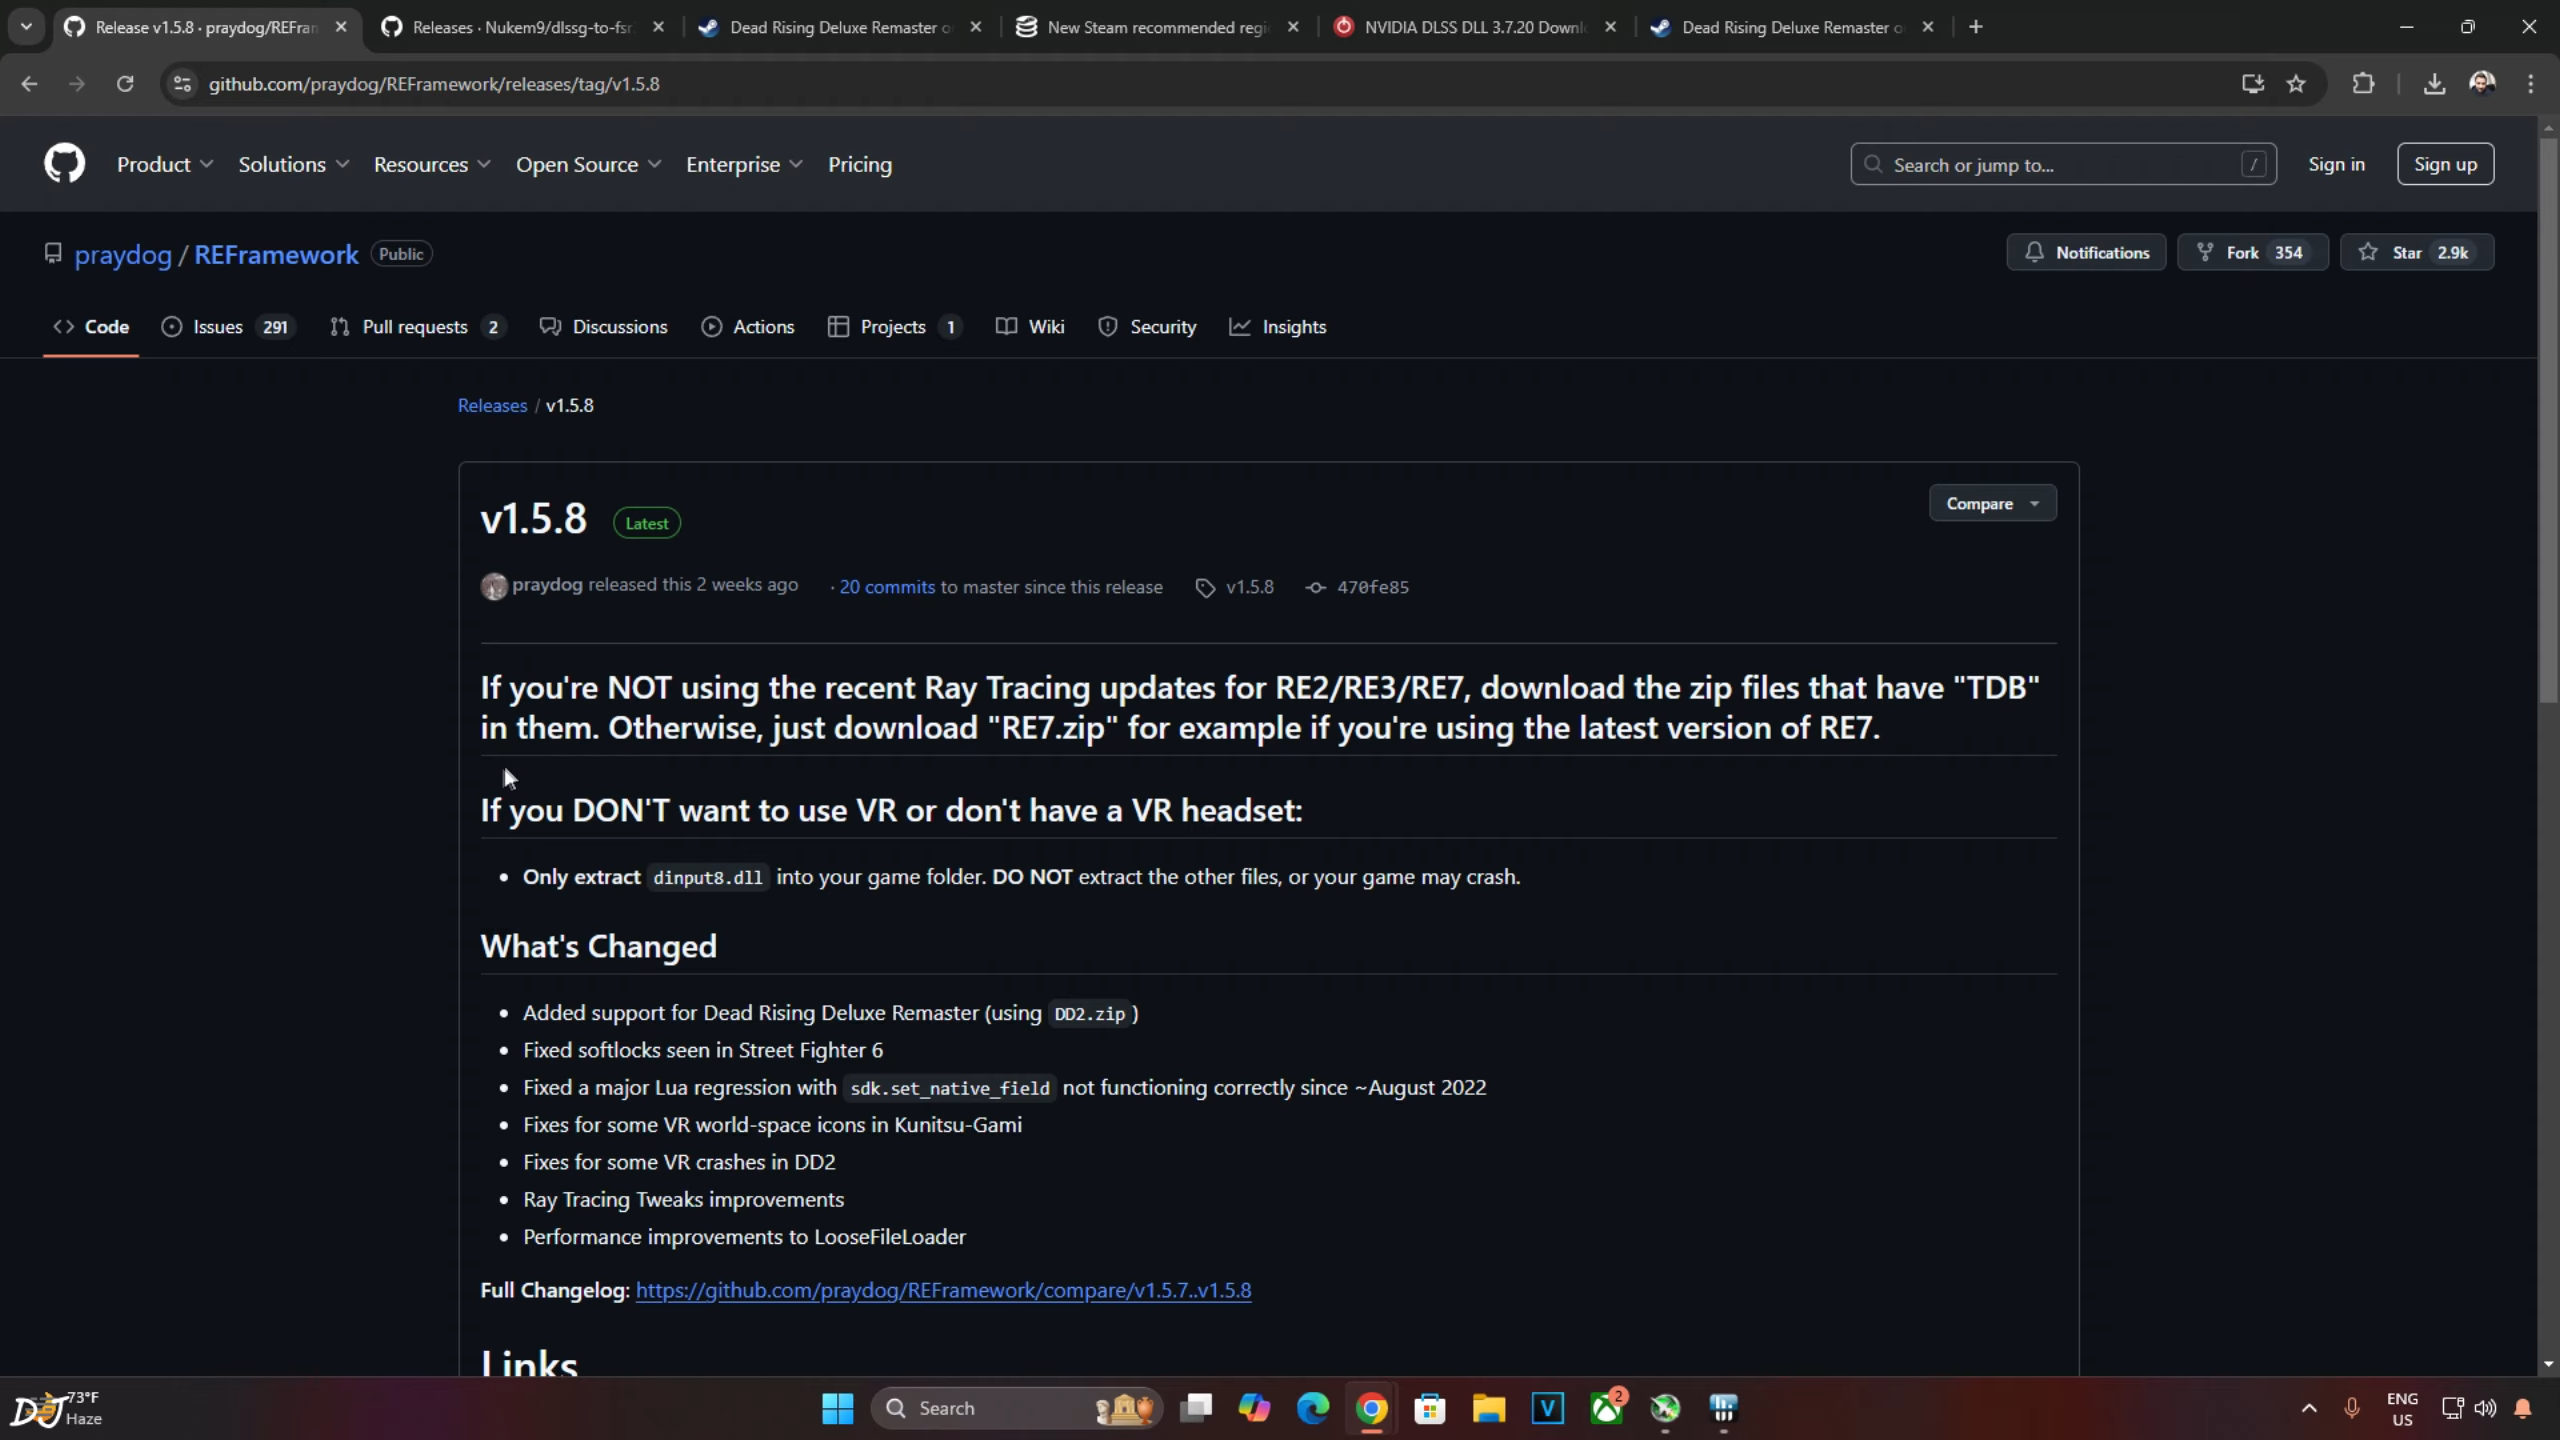 Release v1.5.8 · praydog/REFran
Releases · Nukem9/dlssg-to-fsr
Dead Rising Deluxe Remaster o
New Steam recommended regi
NVIDIA DLSS DLL 3.7.20 Downl
Dead Rising Deluxe Remaster o
github.com/praydog/REFramework/releases/tag/v1.5.8
Product
Solutions
Resources
Open Source
Enterprise
Pricing
Search or jump to...
/
Sign in
Sign up
praydog / REFramework
Public
Notifications
Fork 354
Star 2.9k
Code
Issues 291
Pull requests 2
Discussions
Actions
Projects 1
Wiki
Security
Insights
Releases / v1.5.8
v1.5.8
Latest
Compare
praydog released this 2 weeks ago
· 20 commits to master since this release
v1.5.8
470fe85
If you're NOT using the recent Ray Tracing updates for RE2/RE3/RE7, download the zip files that have "TDB"
in them. Otherwise, just download "RE7.zip" for example if you're using the latest version of RE7.
If you DON'T want to use VR or don't have a VR headset:
• Only extract dinput8.dll into your game folder. DO NOT extract the other files, or your game may crash.
What's Changed
• Added support for Dead Rising Deluxe Remaster (using DD2.zip )
• Fixed softlocks seen in Street Fighter 6
• Fixed a major Lua regression with sdk.set_native_field not functioning correctly since ~August 2022
• Fixes for some VR world-space icons in Kunitsu-Gami
• Fixes for some VR crashes in DD2
• Ray Tracing Tweaks improvements
• Performance improvements to LooseFileLoader
Full Changelog: https://github.com/praydog/REFramework/compare/v1.5.7..v1.5.8
Links
DJ
73°F
Haze
Search
V
2
ENG
US